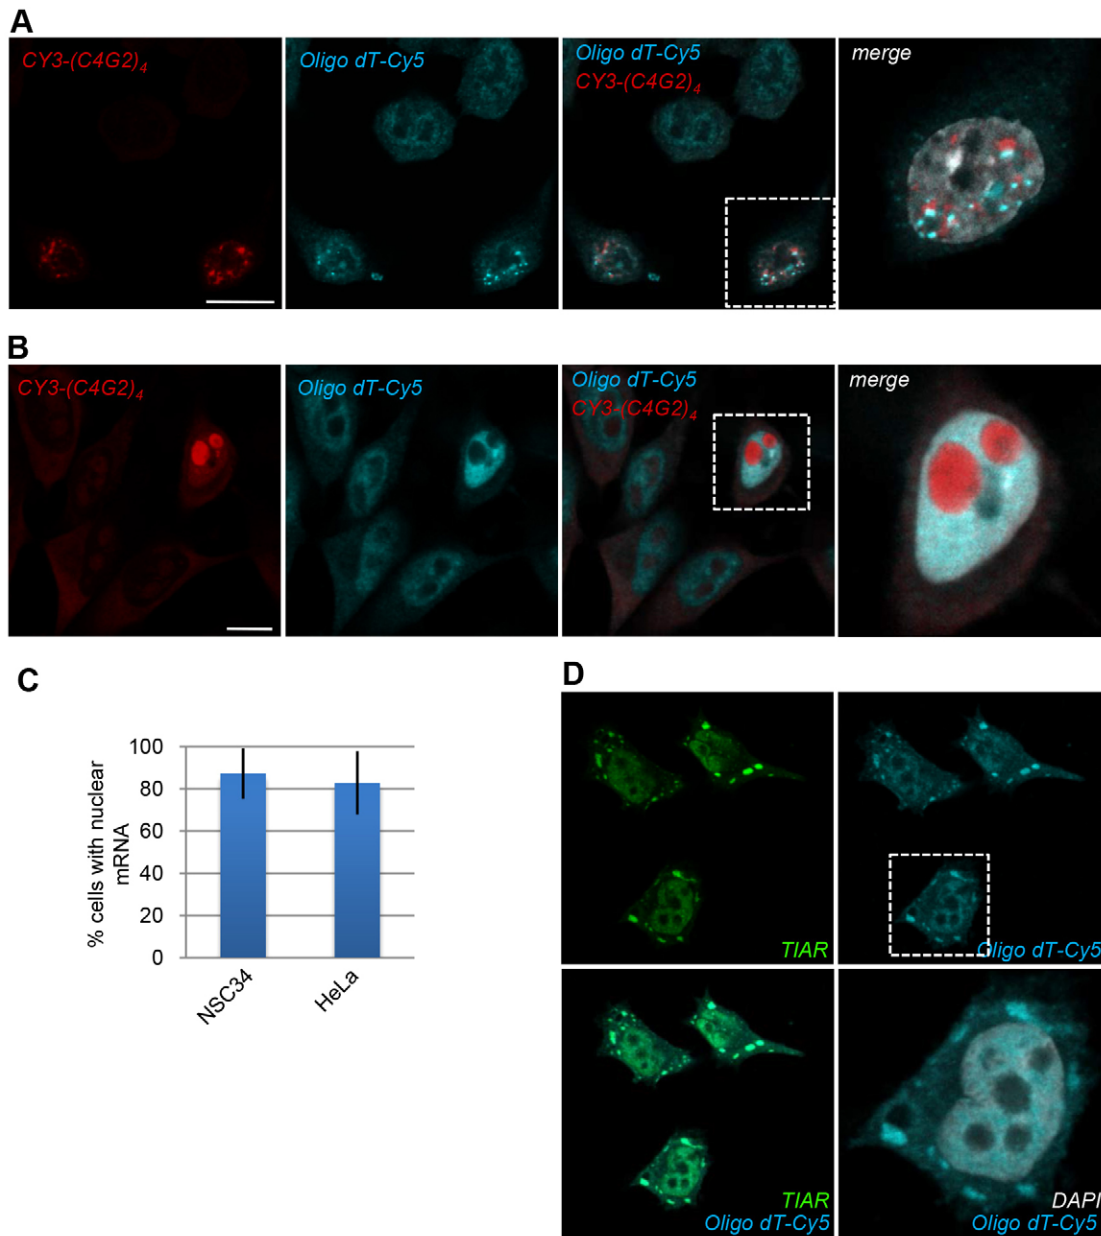 A
CY3-(C4G2)4
Oligo dT-Cy5
Oligo dT-Cy5
CY3-(C4G2)4
merge
B
CY3-(C4G2)4
Oligo dT-Cy5
Oligo dT-Cy5
CY3-(C4G2)4
merge
C
% cells with nuclear
mRNA
100
80
60
40
20
0
NSC34
HeLa
D
TIAR
Oligo dT-Cy5
TIAR
Oligo dT-Cy5
DAPI
Oligo dT-Cy5